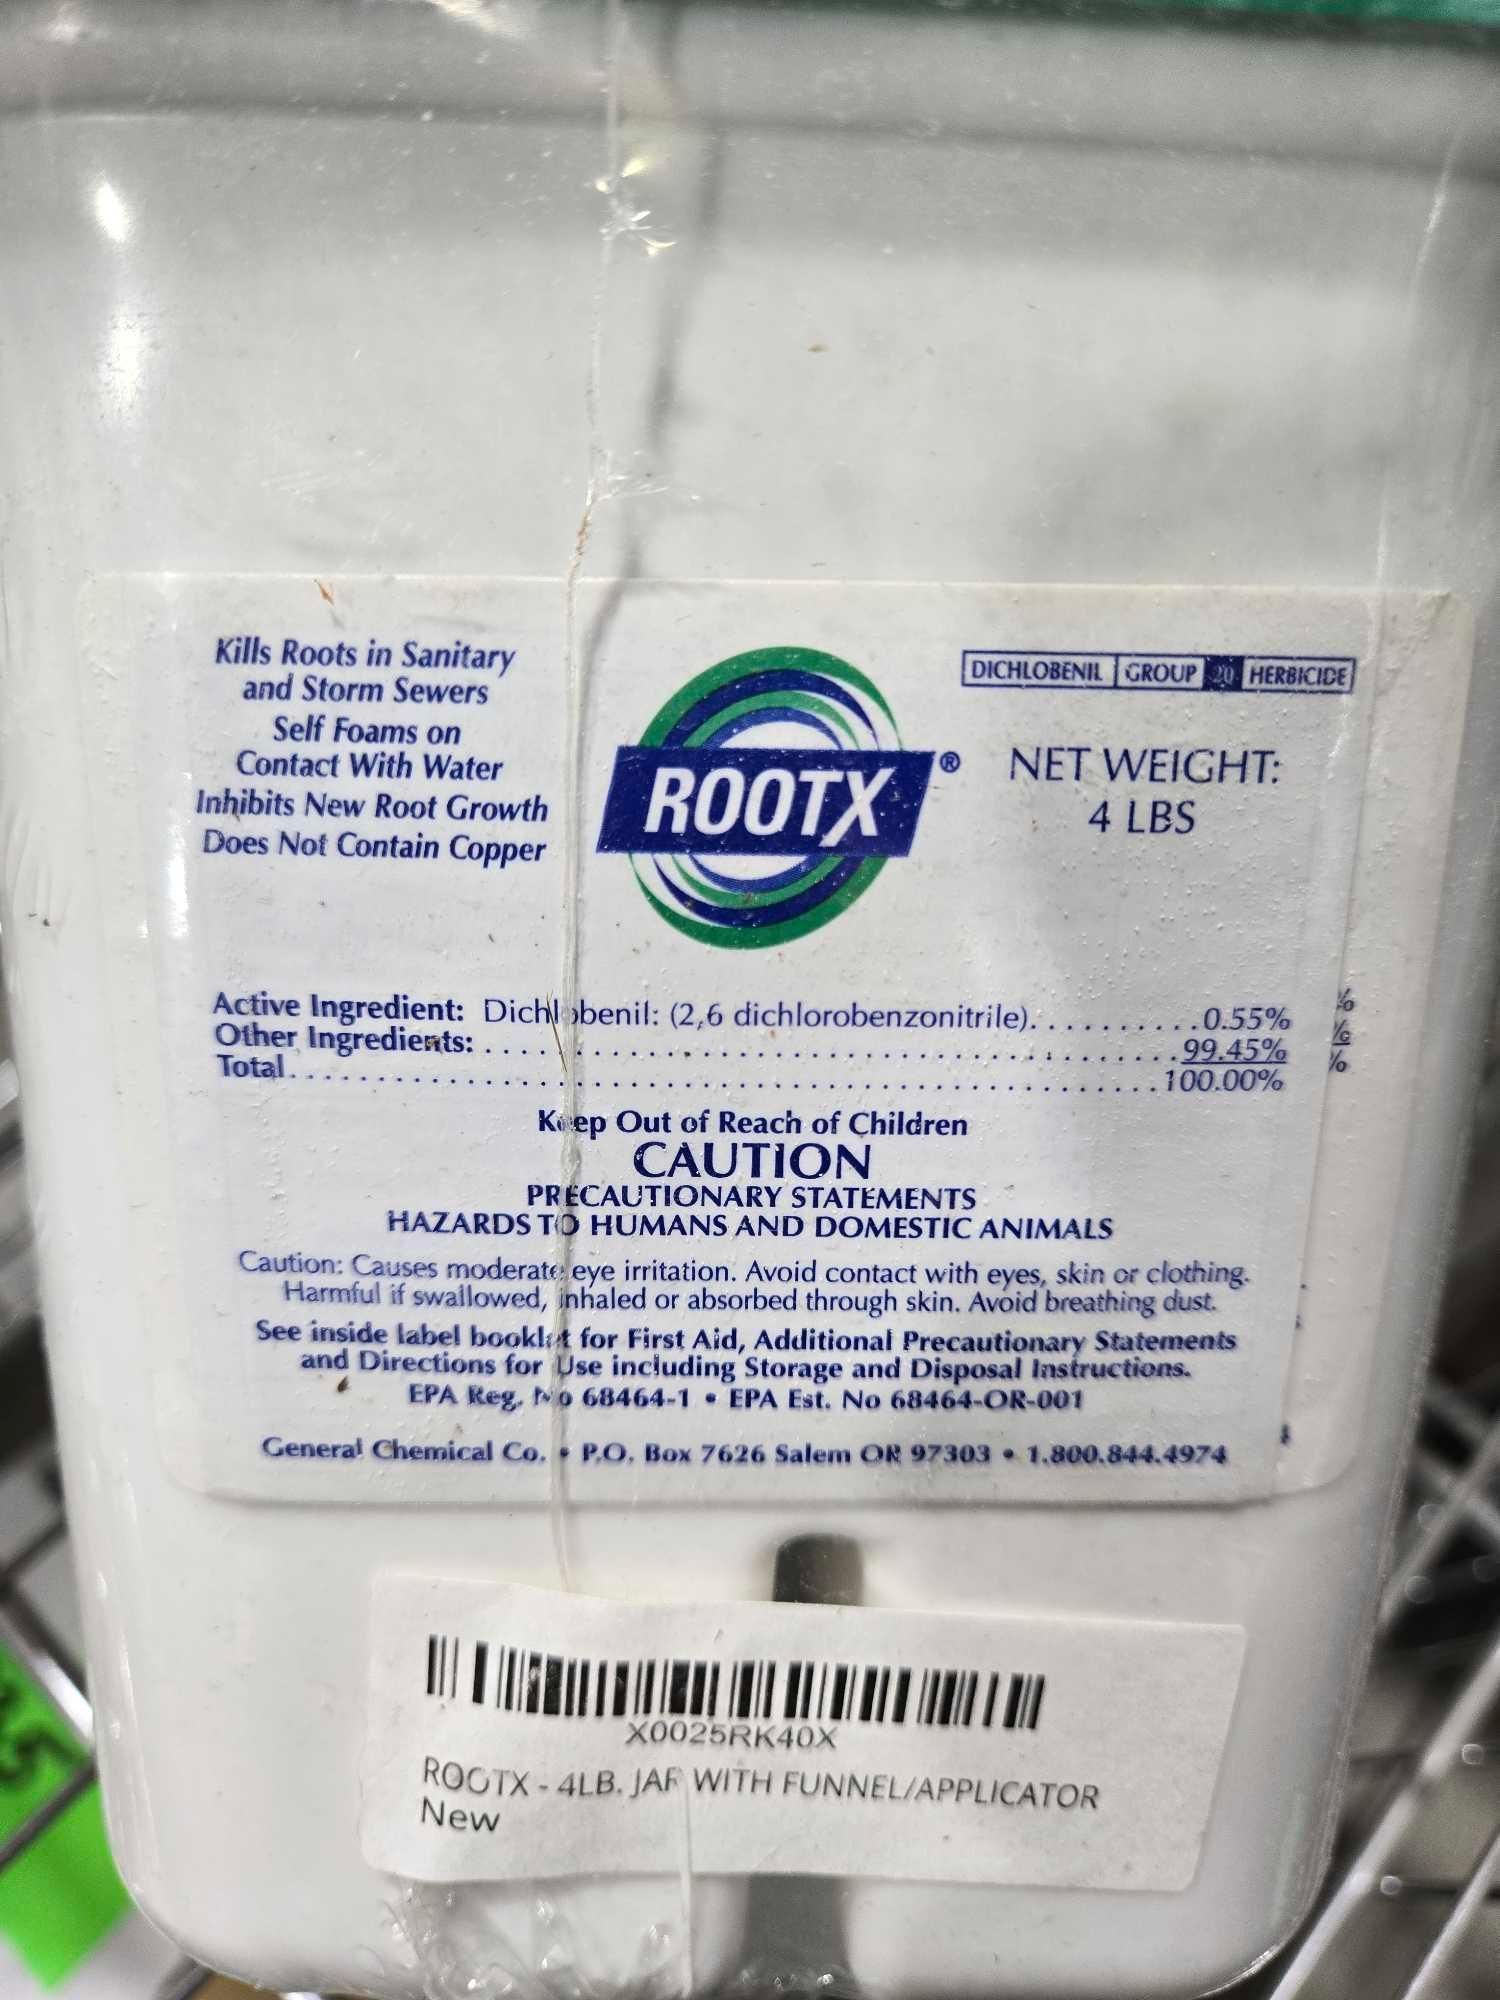 Kills Roots in Sanitary
and Storm Sewers
Self Foams on
Contact With Water
Inhibits New Root Growth
Does Not Contain Copper
ROOTX®
DICHLOBENIL GROUP 20 HERBICIDE
NET WEIGHT:
4 LBS
Active Ingredient: Dichlobenil: (2,6 dichlorobenzonitrile)...........0.55%
Other Ingredients: ........................................99.45%
Total....................................................100.00%
%
%
%
Keep Out of Reach of Children
CAUTION
PRECAUTIONARY STATEMENTS
HAZARDS TO HUMANS AND DOMESTIC ANIMALS
Caution: Causes moderate eye irritation. Avoid contact with eyes, skin or clothing.
Harmful if swallowed, inhaled or absorbed through skin. Avoid breathing dust.
See inside label booklet for First Aid, Additional Precautionary Statements
and Directions for Use including Storage and Disposal Instructions.
EPA Reg. No 68464-1 • EPA Est. No 68464-OR-001
General Chemical Co. • P.O. Box 7626 Salem OR 97303 • 1.800.844.4974
X0025RK40X
ROOTX - 4LB. JAR WITH FUNNEL/APPLICATOR
New